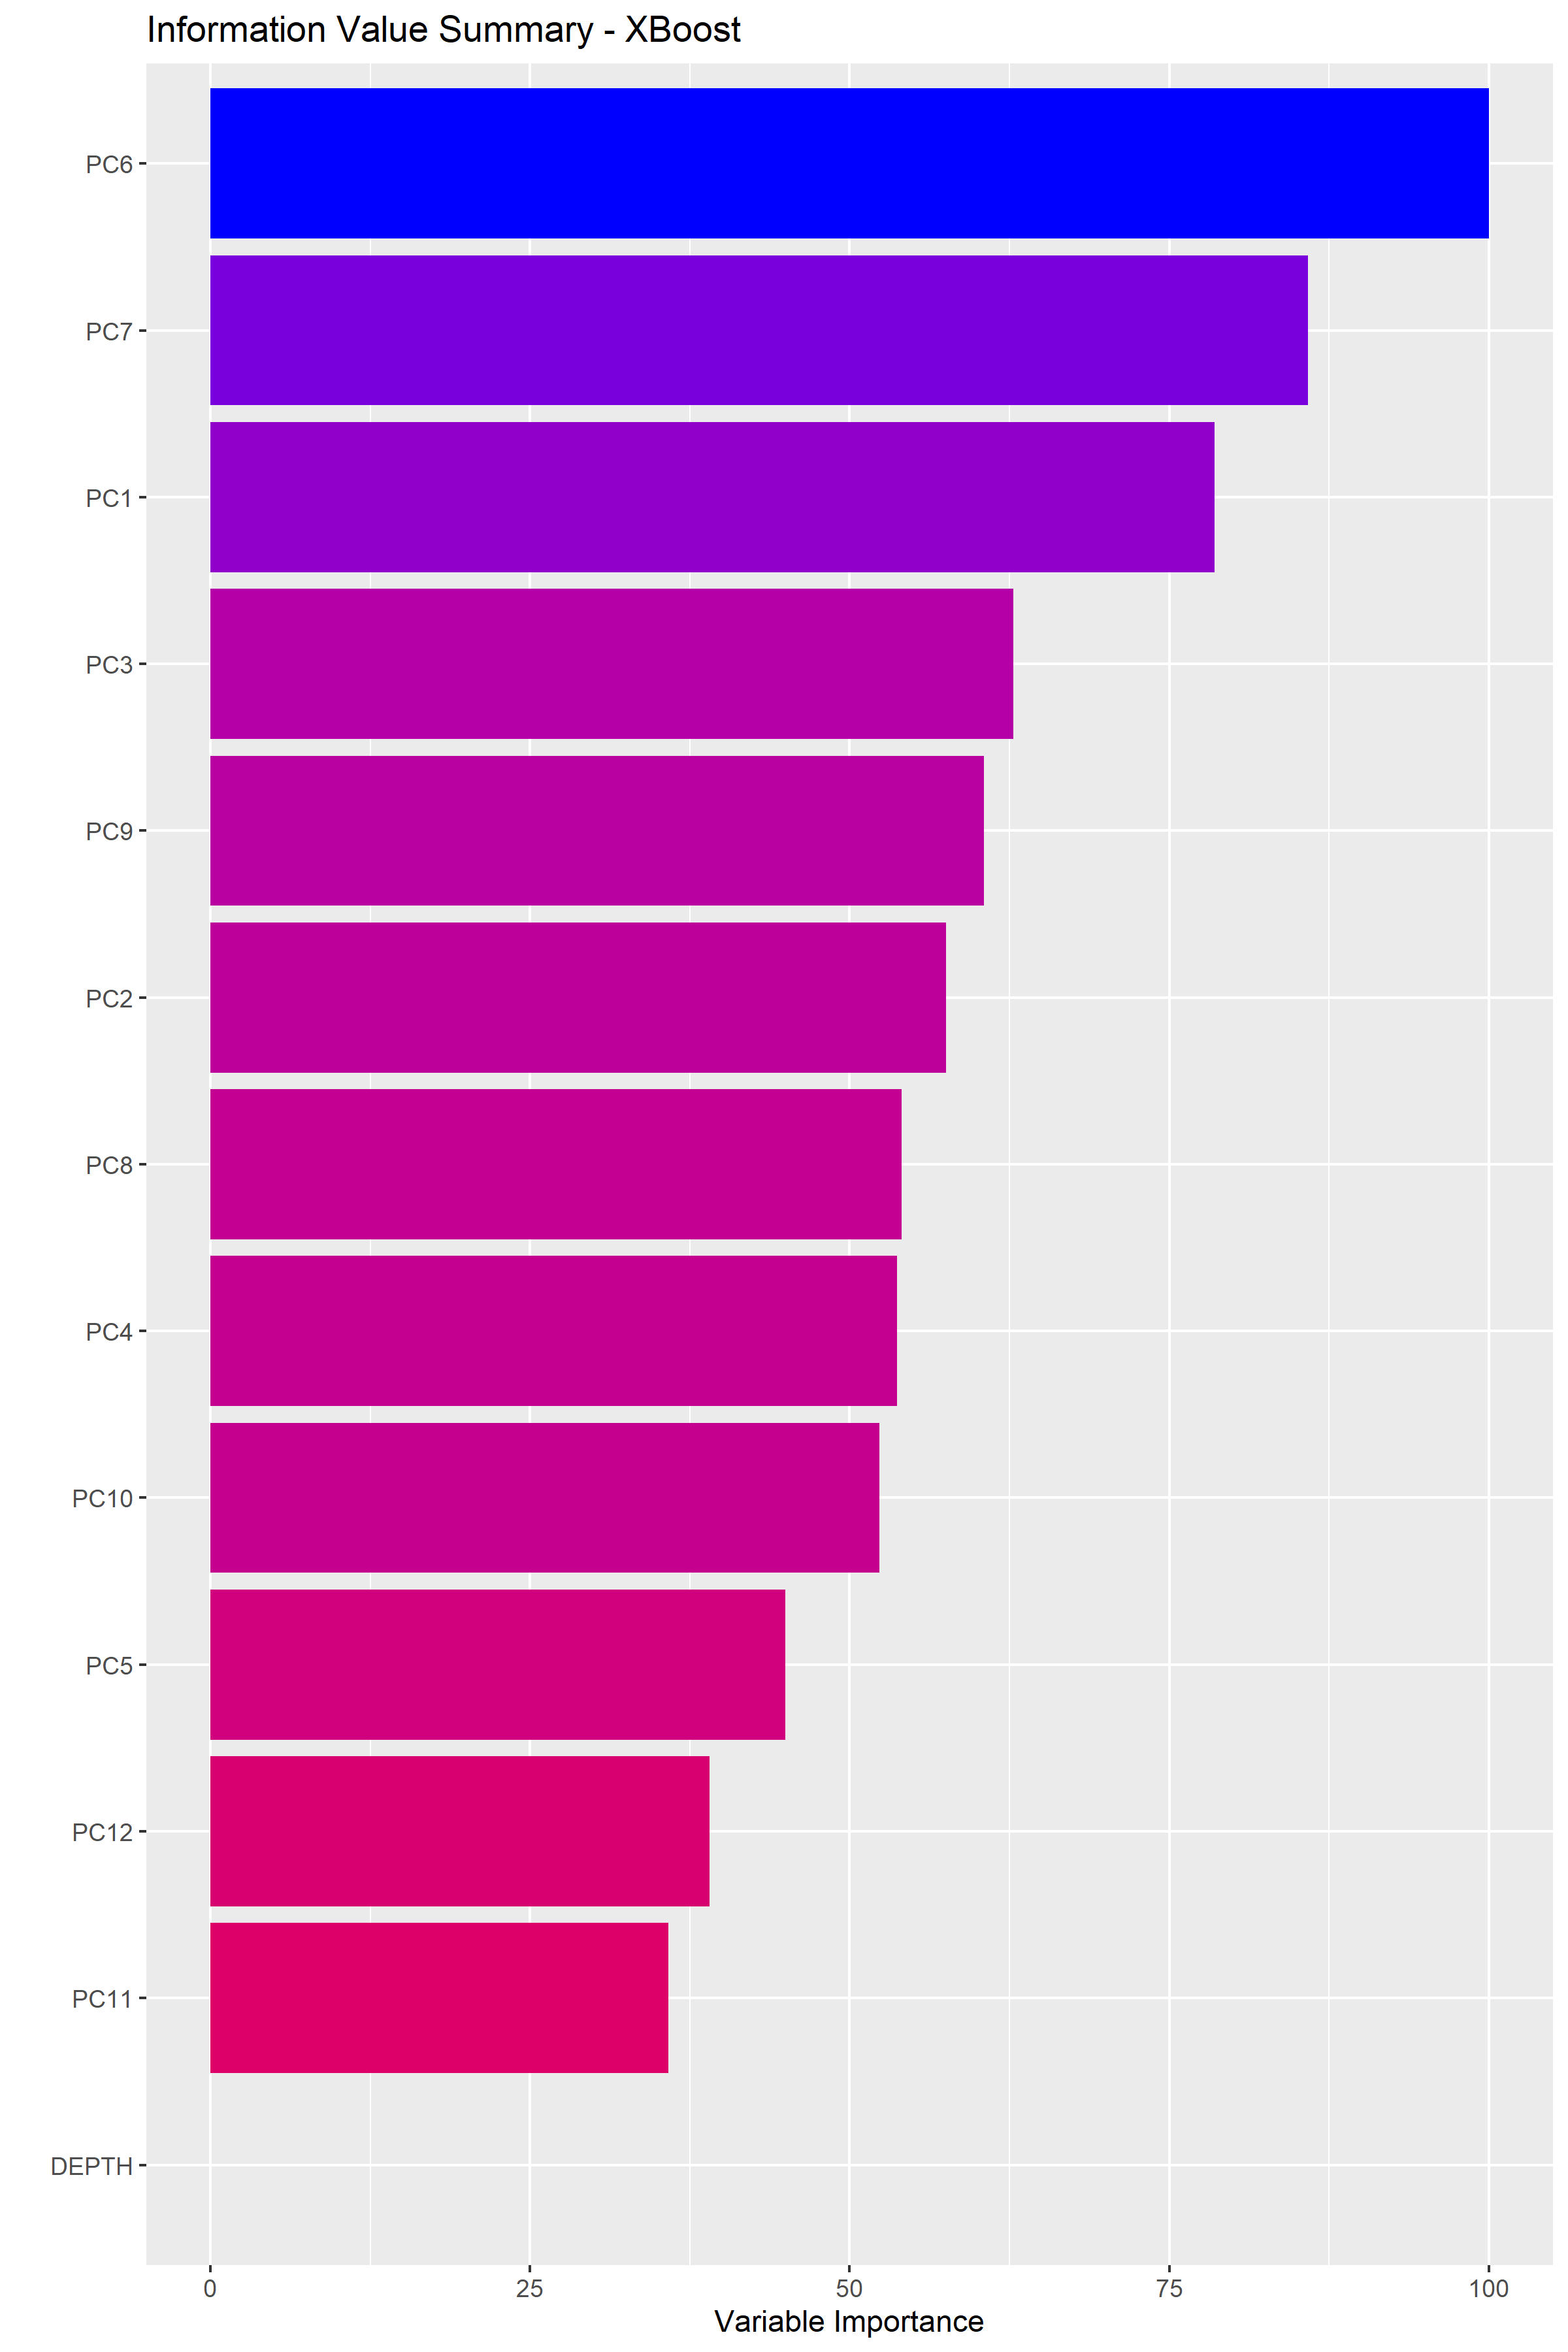 Information Value Summary - XBoost
PC6
PC7
PC1
PC3
PC9
PC2
PC8
PC4
PC10
PC5
PC12
PC11
DEPTH
0 25 50 75 100
Variable Importance